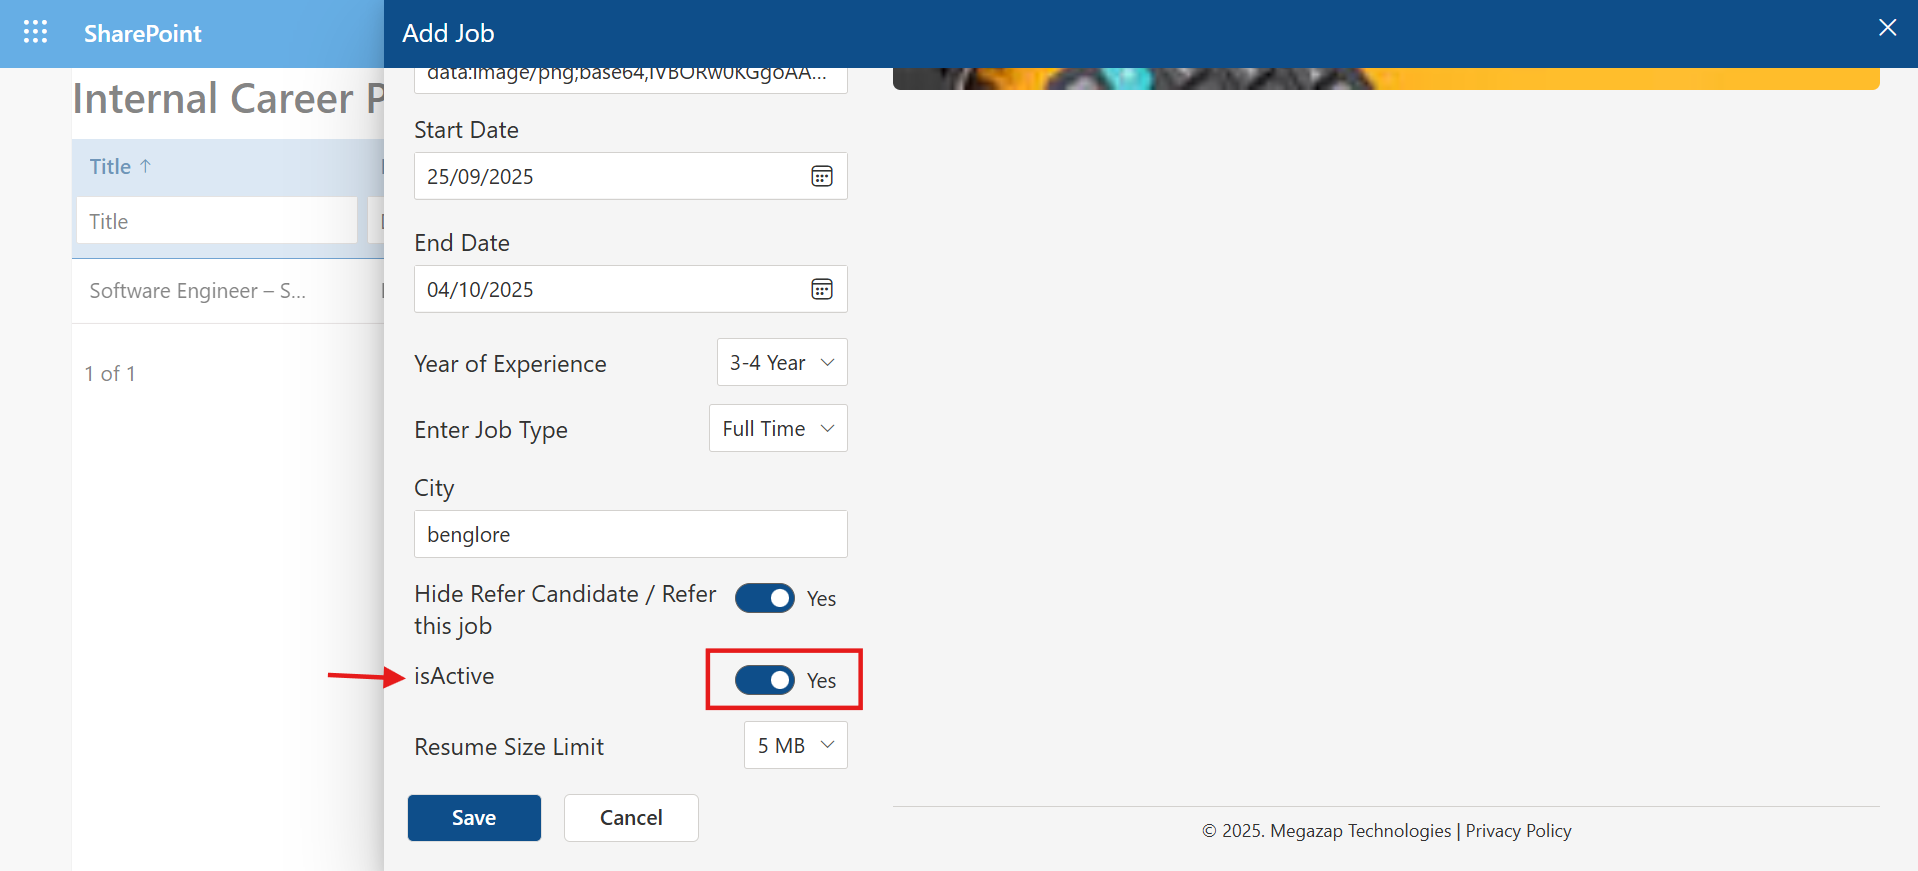 SharePoint
Add Job
Internal Career P
Title ↑
Title
Software Engineer – S...
1 of 1
data:image/png;base64,iVBORw0KGgoAA...
Start Date
25/09/2025
End Date
04/10/2025
Year of Experience
3-4 Year
Enter Job Type
Full Time
City
benglore
Hide Refer Candidate / Refer
this job
Yes
isActive
Yes
Resume Size Limit
5 MB
Save
Cancel
© 2025. Megazap Technologies | Privacy Policy